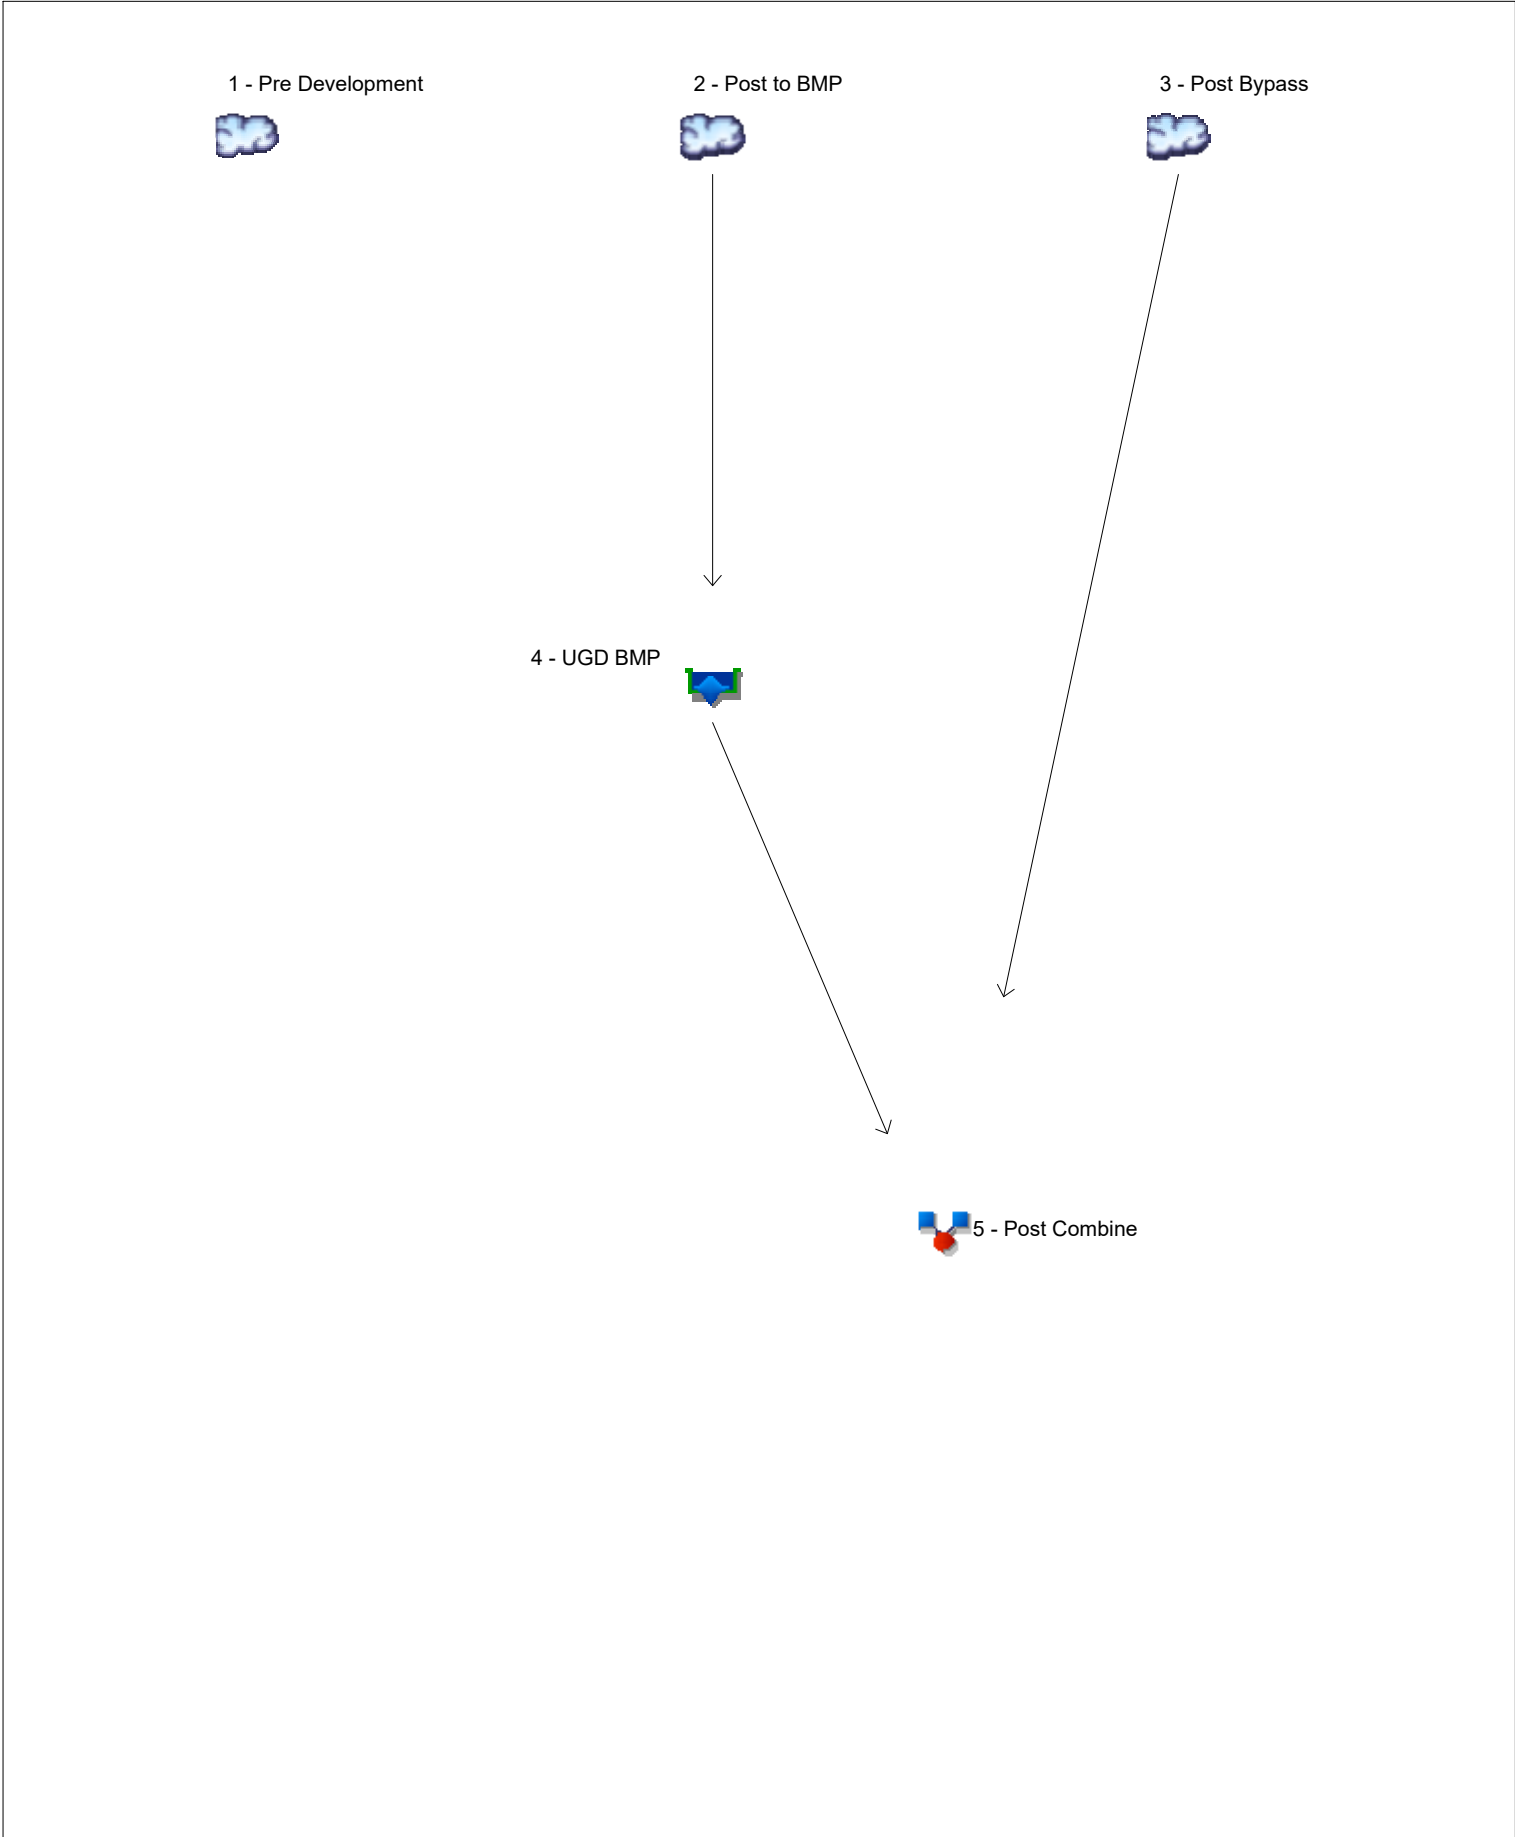 1 - Pre Development
2 - Post to BMP
3 - Post Bypass
4 - UGD BMP
5 - Post Combine